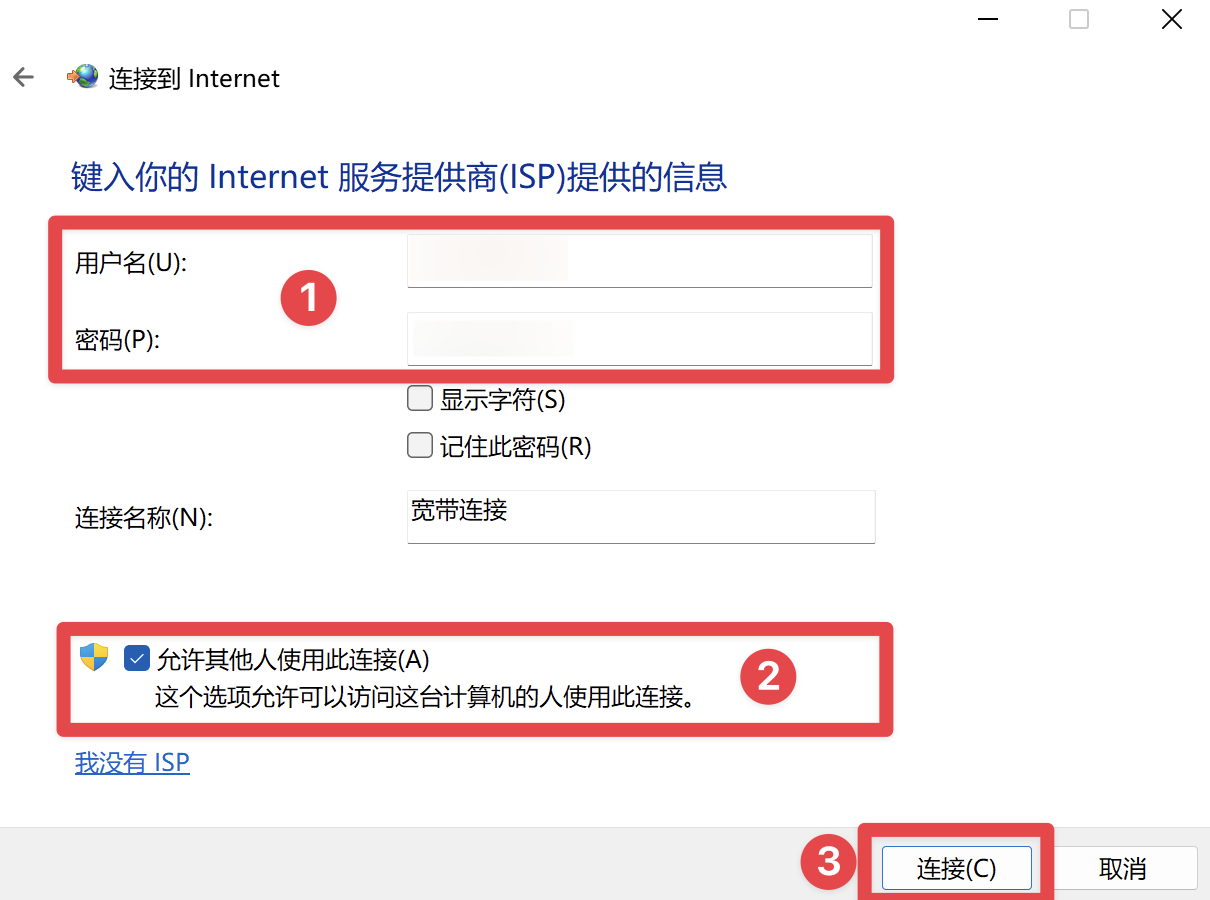 连接到 Internet
键入你的 Internet 服务提供商(ISP)提供的信息
用户名(U):
1
密码(P):
显示字符(S)
记住此密码(R)
连接名称(N):
宽带连接
允许其他人使用此连接(A)
这个选项允许可以访问这台计算机的人使用此连接。
2
我没有 ISP
3
连接(C)
取消